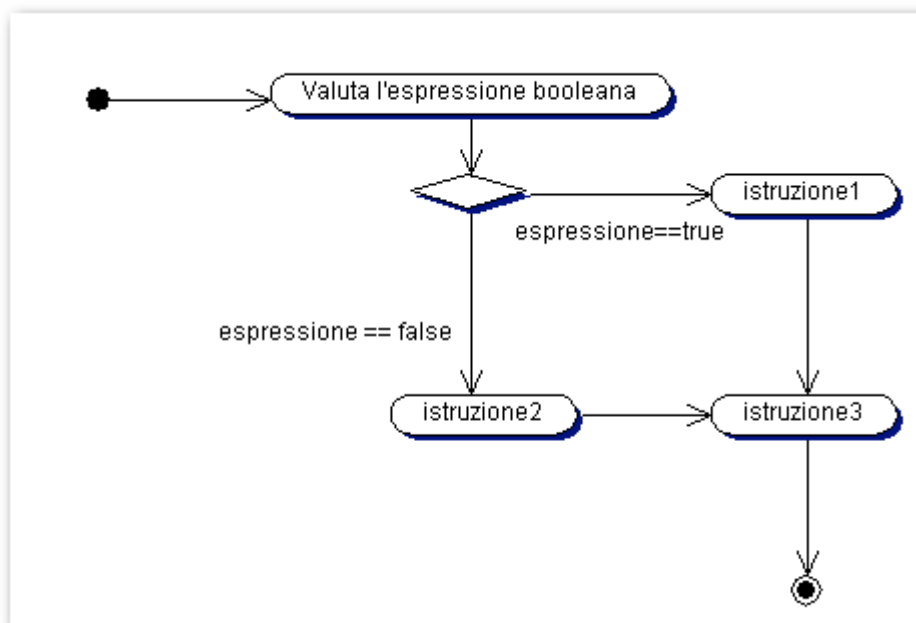 Valuta l'espressione booleana
istruzione1
espressione==true
espressione == false
istruzione2
istruzione3